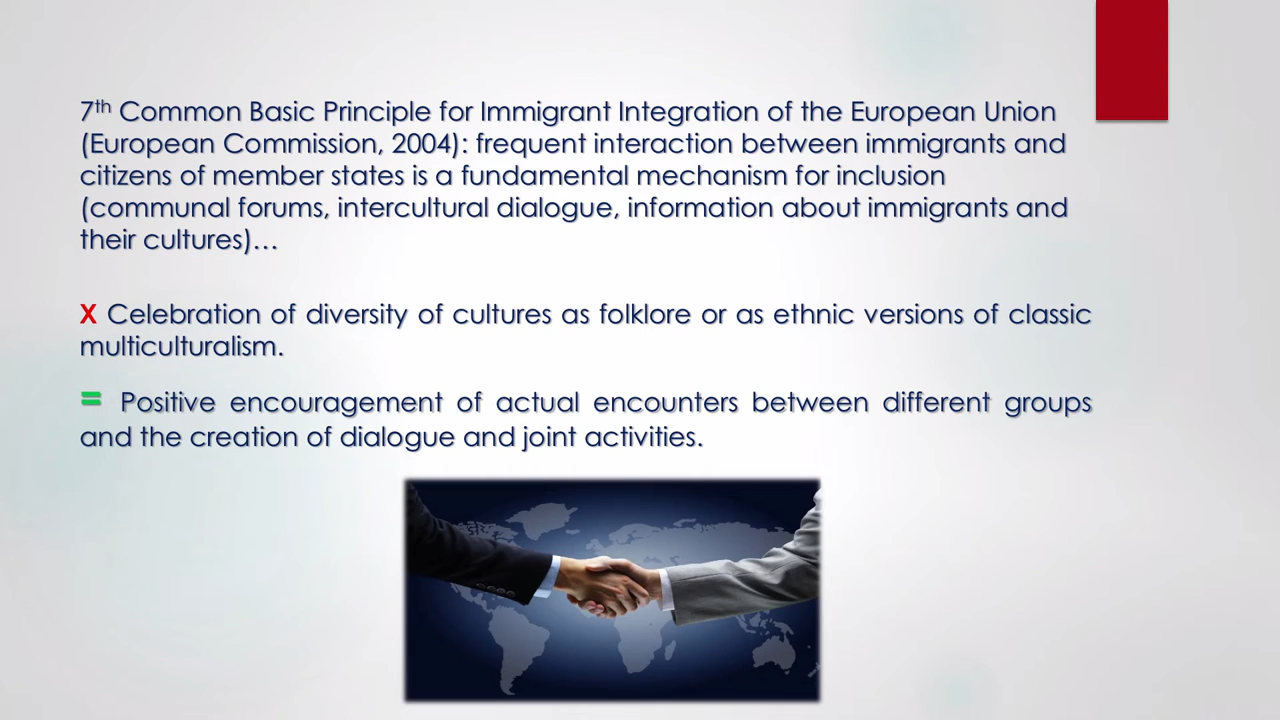 7th Common Basic Principle for Immigrant Integration of the European Union
(European Commission, 2004): frequent interaction between immigrants and
citizens of member states is a fundamental mechanism for inclusion
(communal forums, intercultural dialogue, information about immigrants and
their cultures)…
X Celebration of diversity of cultures as folklore or as ethnic versions of classic
multiculturalism.
= Positive encouragement of actual encounters between different groups
and the creation of dialogue and joint activities.